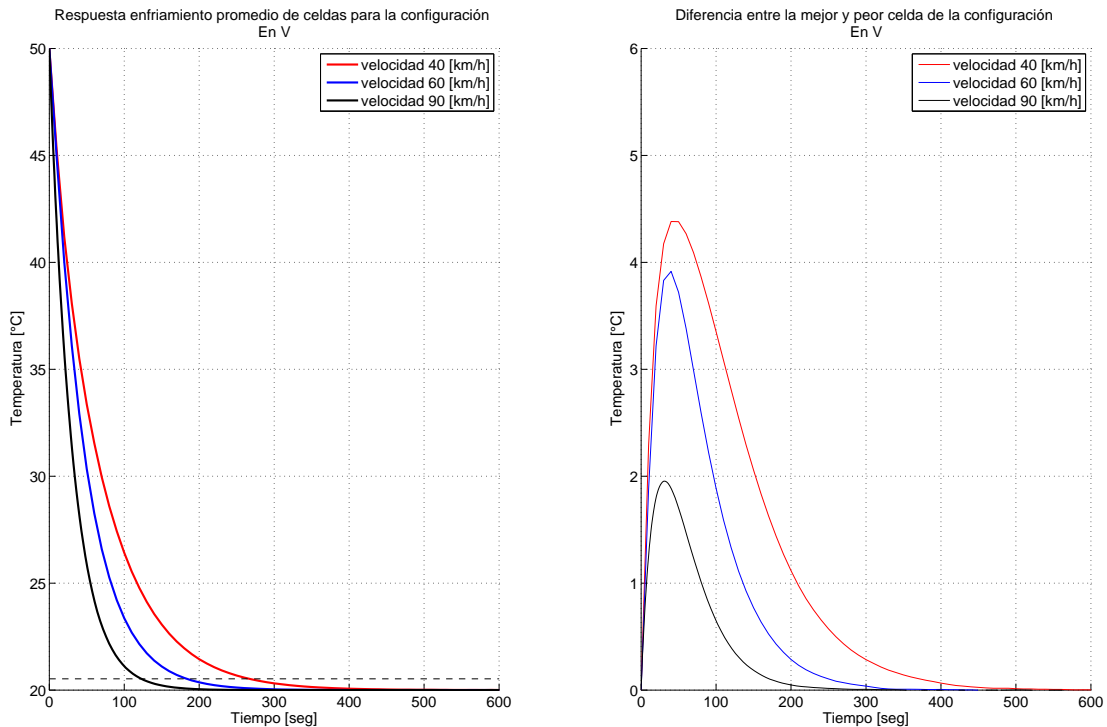 Respuesta enfriamiento promedio de celdas para la configuración
En V
velocidad 40 [km/h]
velocidad 60 [km/h]
velocidad 90 [km/h]
50
45
40
35
30
25
20
Temperatura [°C]
0
100
200
300
400
500
600
Tiempo [seg]
Diferencia entre la mejor y peor celda de la configuración
En V
velocidad 40 [km/h]
velocidad 60 [km/h]
velocidad 90 [km/h]
6
5
4
3
2
1
0
Temperatura [°C]
0
100
200
300
400
500
600
Tiempo [seg]